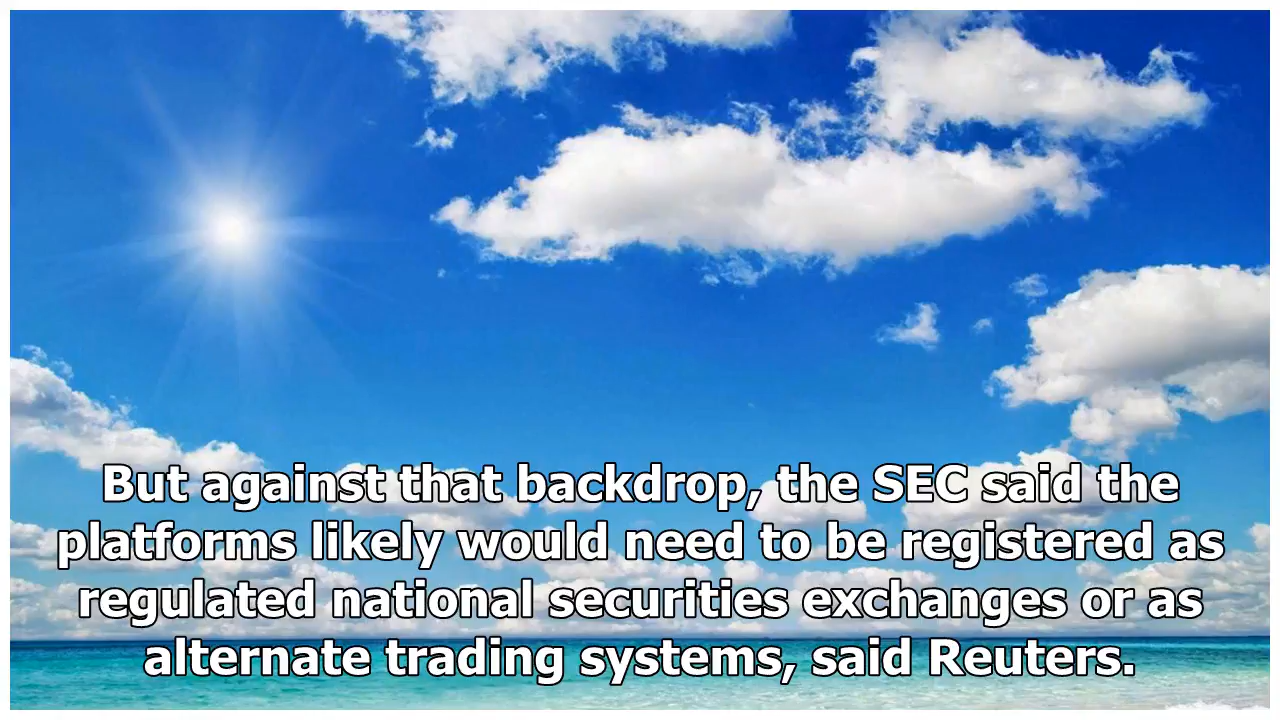 But against that backdrop, the SEC said the
platforms likely would need to be registered as
regulated national securities exchanges or as
alternate trading systems, said Reuters.